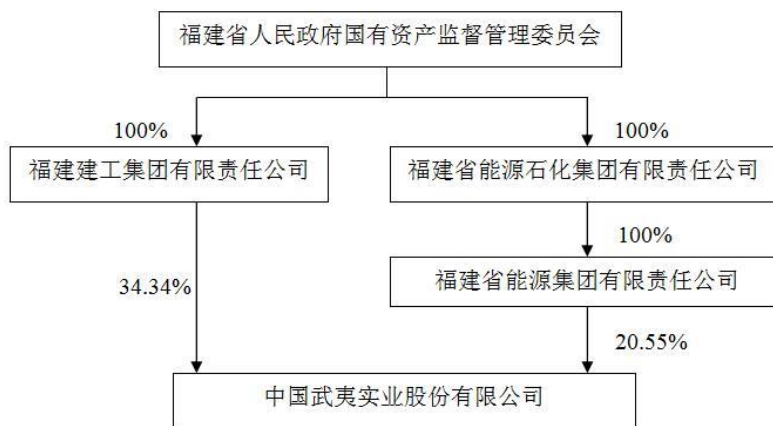 福建省人民政府国有资产监督管理委员会
100%
100%
福建建工集团有限责任公司
福建省能源石化集团有限责任公司
100%
34.34%
福建省能源集团有限责任公司
20.55%
中国武夷实业股份有限公司